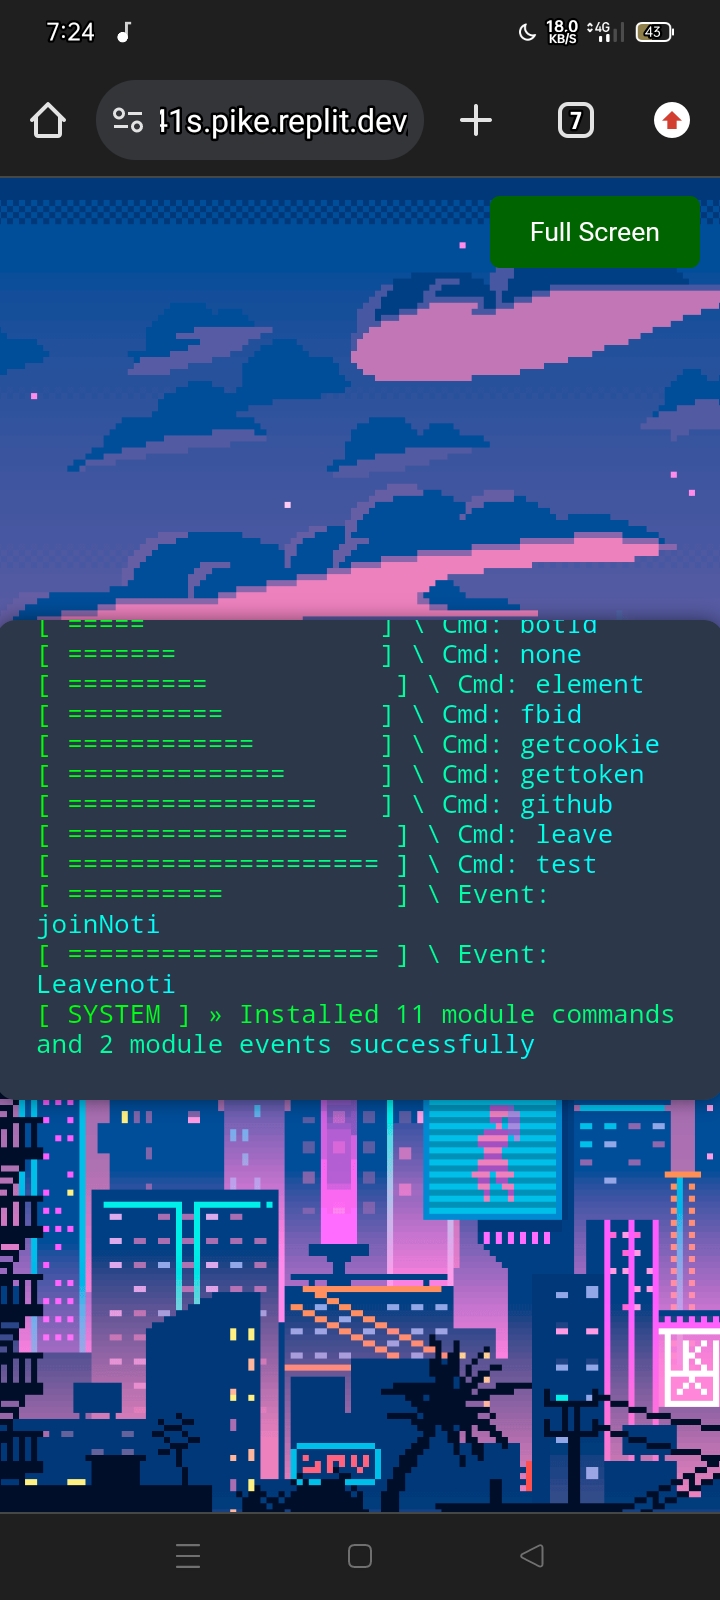 7:24
18.0
KB/S
4G
43
41s.pike.replit.dev
7
Full Screen
[ ===== ] \ Cmd: botId
[ ======= ] \ Cmd: none
[ ========= ] \ Cmd: element
[ ========== ] \ Cmd: fbid
[ ============ ] \ Cmd: getcookie
[ ============== ] \ Cmd: gettoken
[ ================ ] \ Cmd: github
[ ================== ] \ Cmd: leave
[ ==================== ] \ Cmd: test
[ ========== ] \ Event:
joinNoti
[ ==================== ] \ Event:
Leavenoti
[ SYSTEM ] » Installed 11 module commands
and 2 module events successfully